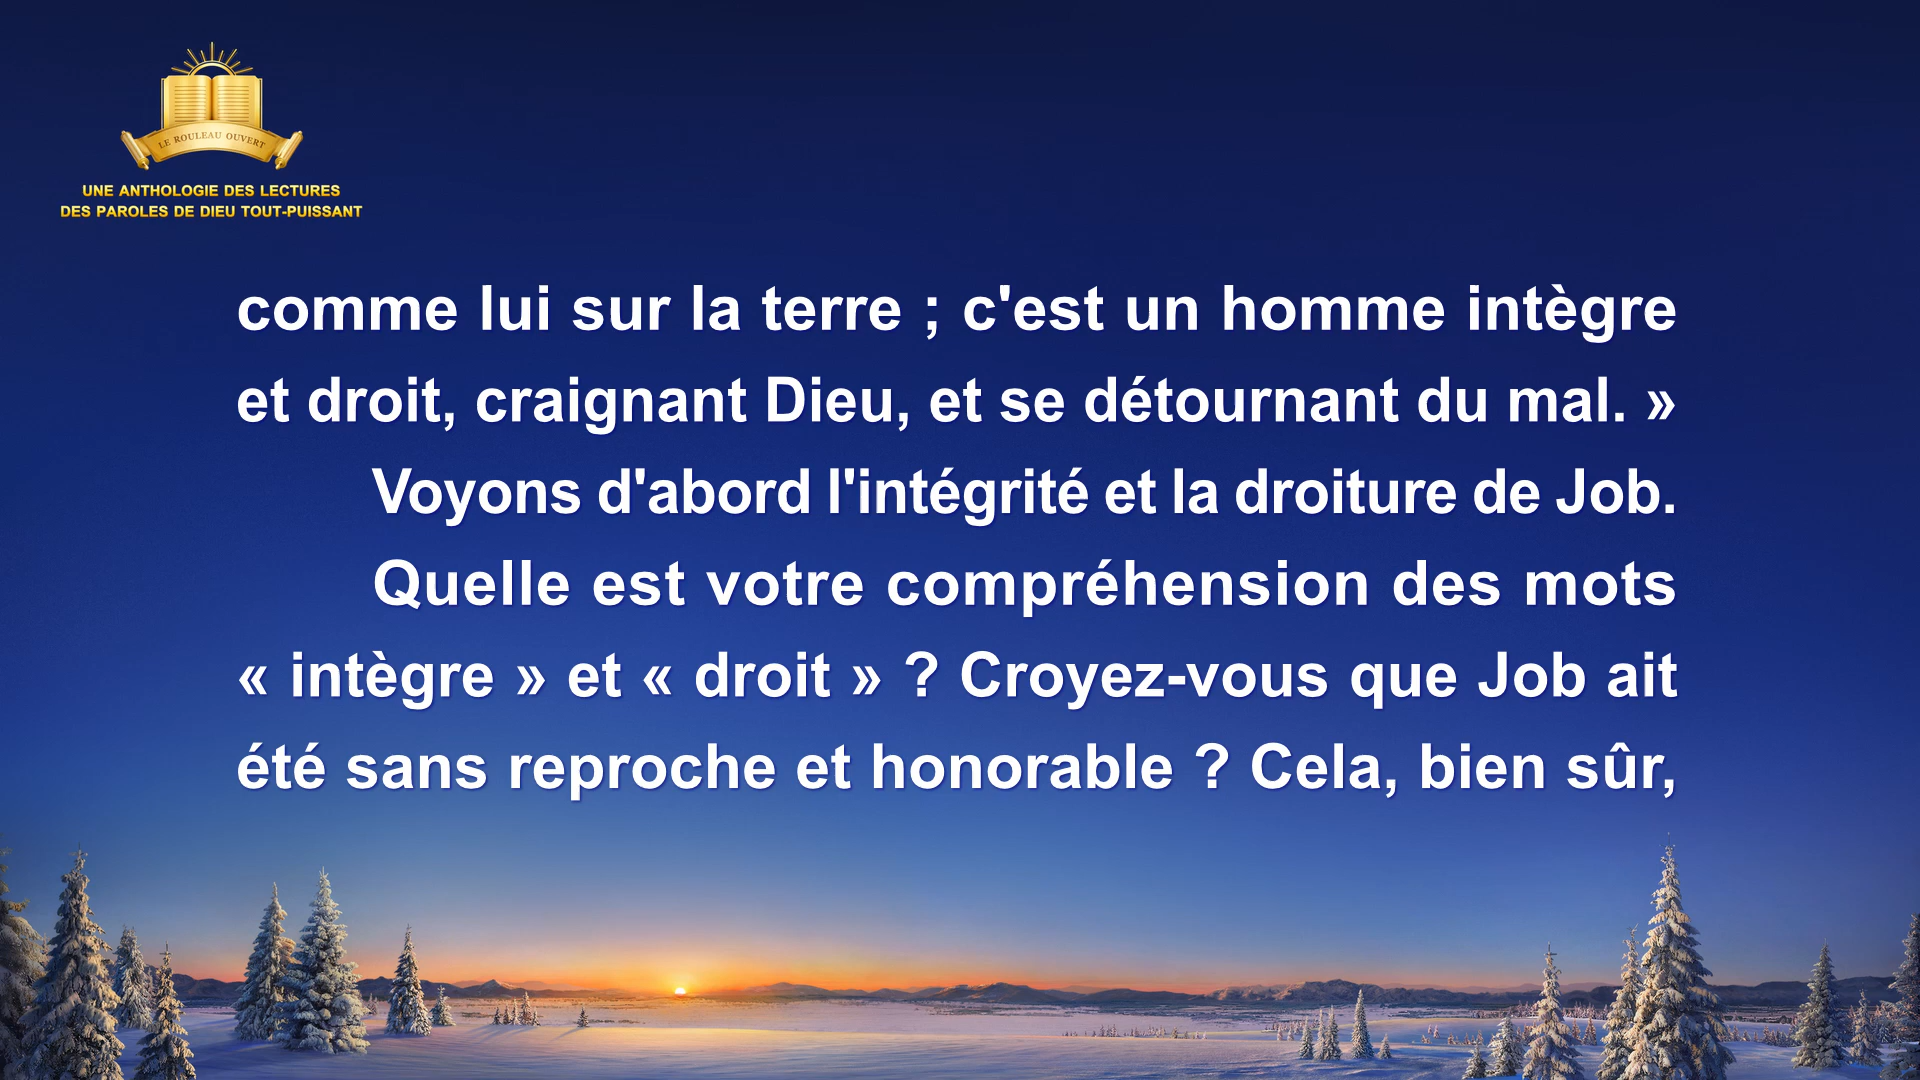 LE ROULEAU OUVERT
UNE ANTHOLOGIE DES LECTURES
DES PAROLES DE DIEU TOUT-PUISSANT
comme lui sur la terre ; c'est un homme intègre
et droit, craignant Dieu, et se détournant du mal. »
Voyons d'abord l'intégrité et la droiture de Job.
Quelle est votre compréhension des mots
« intègre » et « droit » ? Croyez-vous que Job ait
été sans reproche et honorable ? Cela, bien sûr,